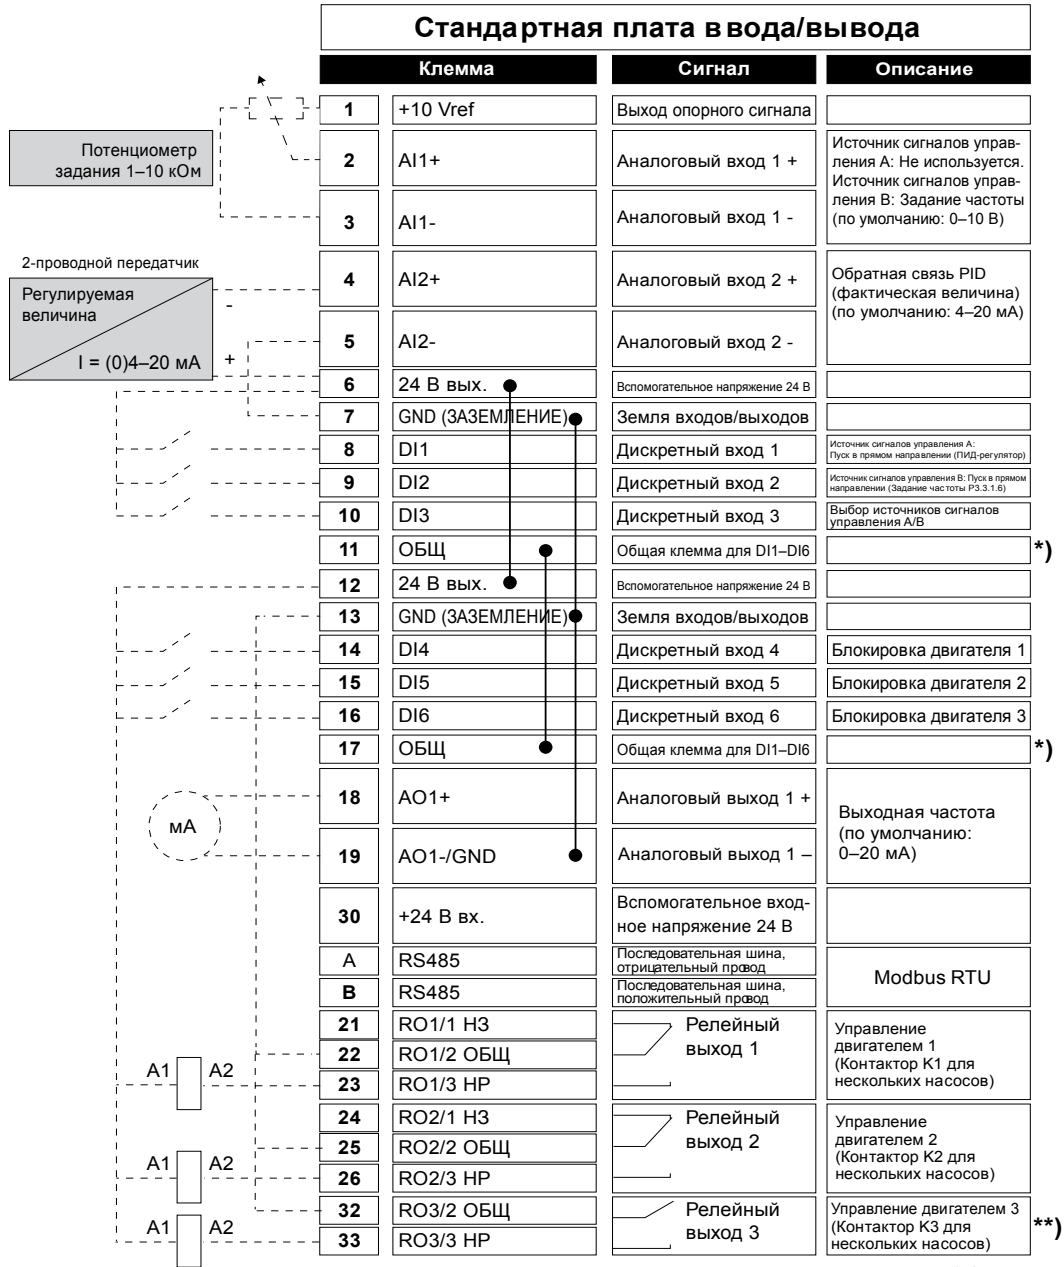 Стандартная плата ввода/вывода
Клемма Сигнал Описание
1 +10 Vref Выход опорного сигнала
Потенциометр
задания 1–10 кОм
2 AI1+ Аналоговый вход 1 +
3 AI1- Аналоговый вход 1 -
Источник сигналов управ-
ления A: Не используется.
Источник сигналов управ-
ления B: Задание частоты
(по умолчанию: 0–10 В)
2-проводной передатчик
Регулируемая
величина
I = (0)4–20 мА
-
+
4 AI2+ Аналоговый вход 2 +
5 AI2- Аналоговый вход 2 -
Обратная связь PID
(фактическая величина)
(по умолчанию: 4–20 мА)
6 24 В вых. Вспомогательное напряжение 24 В
7 GND (ЗАЗЕМЛЕНИЕ) Земля входов/выходов
8 DI1 Дискретный вход 1
Источник сигналов управления A:
Пуск в прямом направлении (ПИД-регулятор)
9 DI2 Дискретный вход 2
Источник сигналов управления B: Пуск в прямом
направлении (Задание частоты P3.3.1.6)
10 DI3 Дискретный вход 3
Выбор источников сигналов
управления A/B
11 ОБЩ Общая клемма для DI1–DI6 *)
12 24 В вых. Вспомогательное напряжение 24 В
13 GND (ЗАЗЕМЛЕНИЕ) Земля входов/выходов
14 DI4 Дискретный вход 4 Блокировка двигателя 1
15 DI5 Дискретный вход 5 Блокировка двигателя 2
16 DI6 Дискретный вход 6 Блокировка двигателя 3
17 ОБЩ Общая клемма для DI1–DI6 *)
мА
18 AO1+ Аналоговый выход 1 +
19 AO1-/GND Аналоговый выход 1 –
Выходная частота
(по умолчанию:
0–20 мА)
30 +24 В вх.
Вспомогательное вход-
ное напряжение 24 В
A RS485
Последовательная шина,
отрицательный провод
B RS485
Последовательная шина,
положительный провод
Modbus RTU
21 RO1/1 НЗ
22 RO1/2 ОБЩ
A1 A2
23 RO1/3 НР
Релейный
выход 1
Управление
двигателем 1
(Контактор K1 для
нескольких насосов)
24 RO2/1 НЗ
25 RO2/2 ОБЩ
A1 A2
26 RO2/3 НР
Релейный
выход 2
Управление
двигателем 2
(Контактор K2 для
нескольких насосов)
32 RO3/2 ОБЩ
A1 A2
33 RO3/3 НР
Релейный
выход 3
Управление двигателем 3
(Контактор K3 для
нескольких насосов)
**)